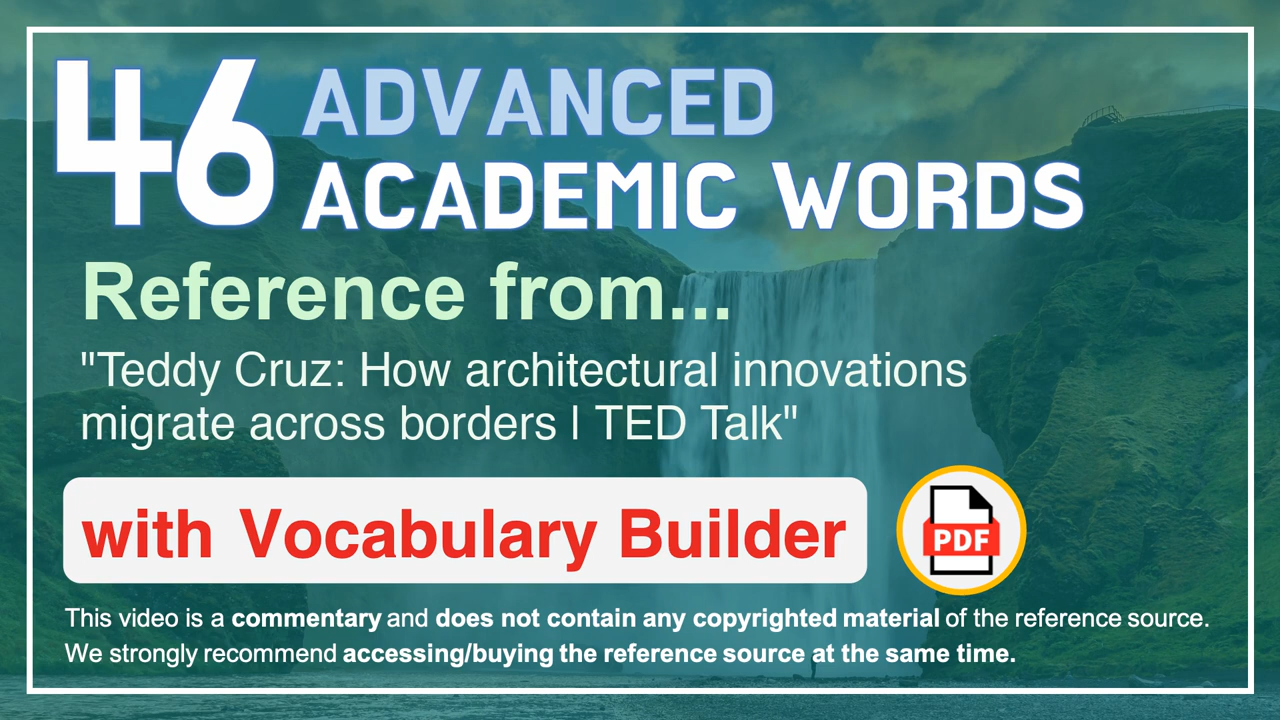 46 ADVANCED
ACADEMIC WORDS
Reference from...
"Teddy Cruz: How architectural innovations
migrate across borders | TED Talk"
with Vocabulary Builder
PDF
This video is a commentary and does not contain any copyrighted material of the reference source.
We strongly recommend accessing/buying the reference source at the same time.